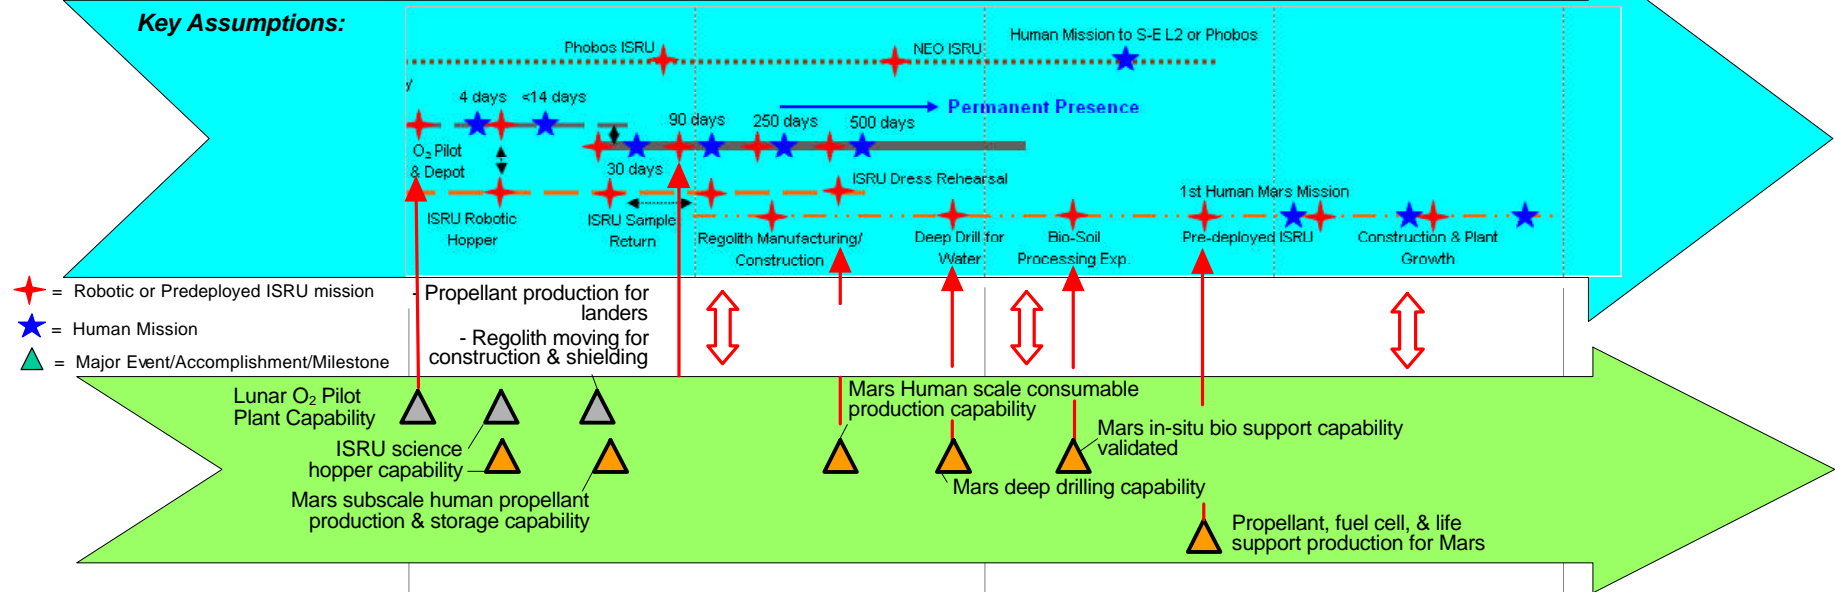 Key Assumptions:
Phobos ISRU
NEO ISRU
Human Mission to S-E L2 or Phobos
y
4 days
<14 days
Permanent Presence
90 days
250 days
500 days
O₂ Pilot
& Depot
30 days
ISRU Dress Rehearsal
1st Human Mars Mission
ISRU Robotic
Hopper
ISRU Sample
Return
Regolith Manufacturing/
Construction
Deep Drill for
Water
Bio-Soil
Processing Exp.
Pre-deployed ISRU
Construction & Plant
Growth
= Robotic or Predeployed ISRU mission
= Human Mission
= Major Event/Accomplishment/Milestone
- Propellant production for
landers
- Regolith moving for
construction & shielding
Lunar O₂ Pilot
Plant Capability
ISRU science
hopper capability
Mars subscale human propellant
production & storage capability
Mars Human scale consumable
production capability
Mars in-situ bio support capability
validated
Mars deep drilling capability
Propellant, fuel cell, & life
support production for Mars